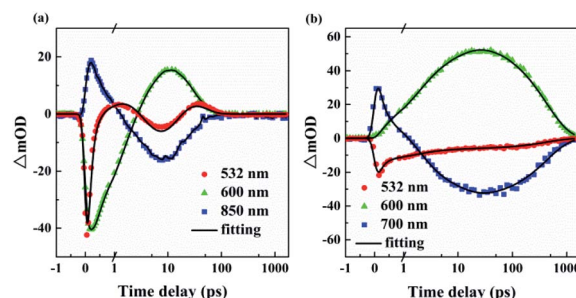 (a)
20
0
-20
-40
△mOD
532 nm
600 nm
850 nm
fitting
-1 0 1 10 100 1000
Time delay (ps)
(b)
60
40
20
0
-20
-40
-60
△mOD
532 nm
600 nm
700 nm
fitting
-1 0 1 10 100 1000
Time delay (ps)